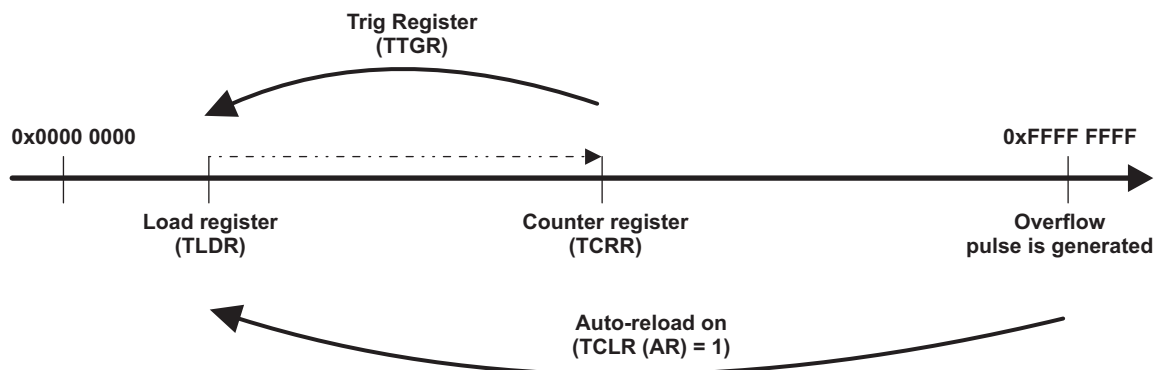 Trig Register
(TTGR)
0x0000 0000
0xFFFF FFFF
Load register
(TLDR)
Counter register
(TCRR)
Overflow
pulse is generated
Auto-reload on
(TCLR (AR) = 1)